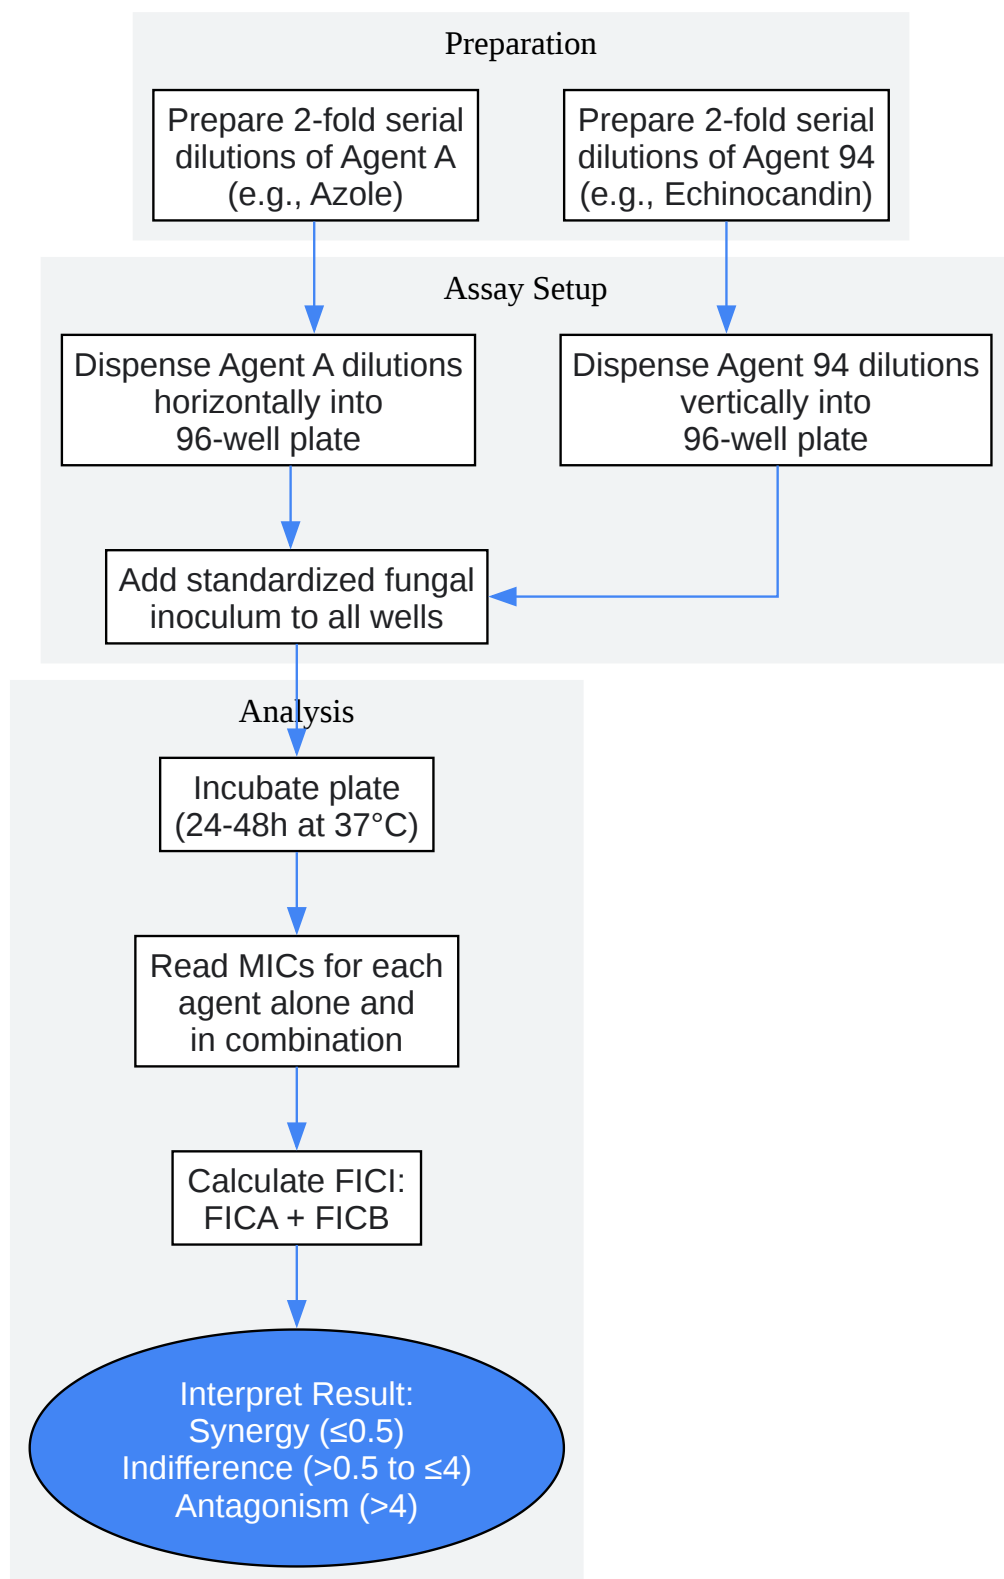 Preparation
Prepare 2-fold serial
dilutions of Agent A
(e.g., Azole)
Prepare 2-fold serial
dilutions of Agent 94
(e.g., Echinocandin)
Assay Setup
Dispense Agent A dilutions
horizontally into
96-well plate
Dispense Agent 94 dilutions
vertically into
96-well plate
Add standardized fungal
inoculum to all wells
Analysis
Incubate plate
(24-48h at 37°C)
Read MICs for each
agent alone and
in combination
Calculate FICI:
FICA + FICB
Interpret Result:
Synergy (≤0.5)
Indifference (>0.5 to ≤4)
Antagonism (>4)